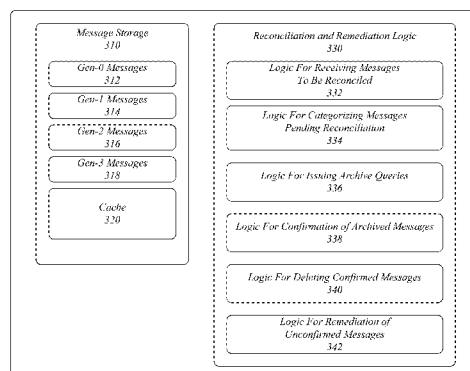 Message Storage
310
Gen-0 Messages
312
Gen-1 Messages
314
Gen-2 Messages
316
Gen-3 Messages
318
Cache
320
Reconciliation and Remediation Logic
330
Logic For Receiving Messages
To Be Reconciled
332
Logic For Categorizing Messages
Pending Reconciliation
334
Logic For Issuing Archive Queries
336
Logic For Confirmation of Archived Messages
338
Logic For Deleting Confirmed Messages
340
Logic For Remediation of
Unconfirmed Messages
342